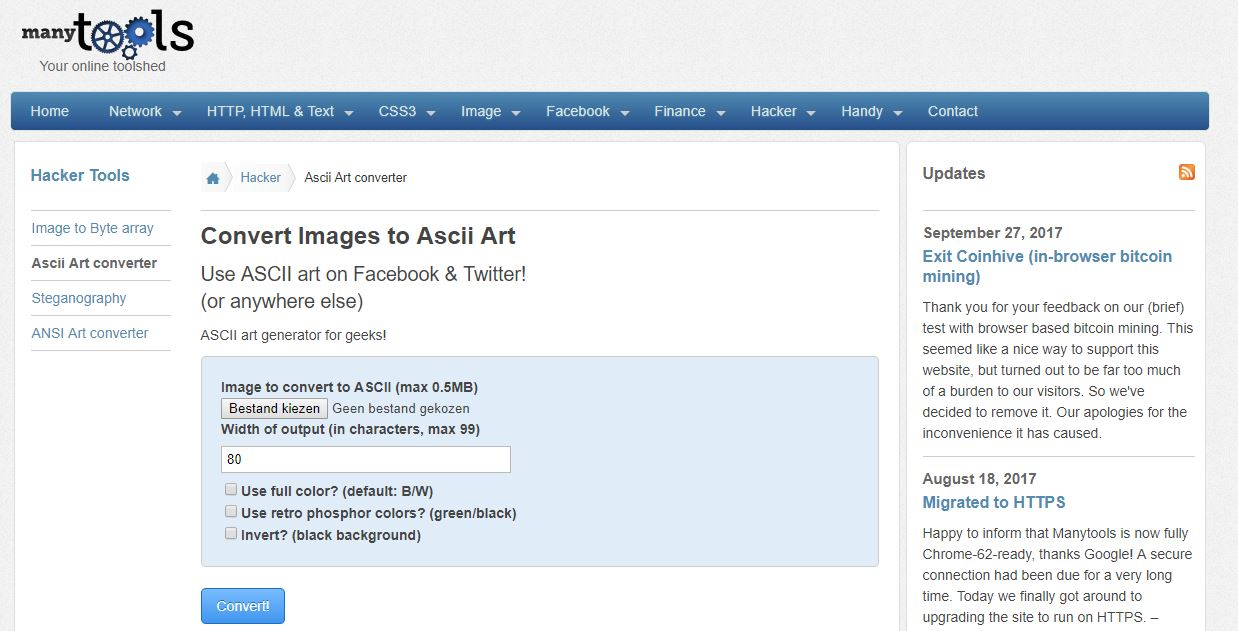 manytools
Your online toolshed
Home Network HTTP, HTML & Text CSS3 Image Facebook Finance Hacker Handy Contact
Hacker Tools
Image to Byte array
Ascii Art converter
Steganography
ANSI Art converter
Hacker Ascii Art converter
Convert Images to Ascii Art
Use ASCII art on Facebook & Twitter!
(or anywhere else)
ASCII art generator for geeks!
Image to convert to ASCII (max 0.5MB)
Bestand kiezen Geen bestand gekozen
Width of output (in characters, max 99)
80
Use full color? (default: B/W)
Use retro phosphor colors? (green/black)
Invert? (black background)
Convert!
Updates
September 27, 2017
Exit Coinhive (in-browser bitcoin
mining)
Thank you for your feedback on our (brief)
test with browser based bitcoin mining. This
seemed like a nice way to support this
website, but turned out to be far too much
of a burden to our visitors. So we've
decided to remove it. Our apologies for the
inconvenience it has caused.
August 18, 2017
Migrated to HTTPS
Happy to inform that Manytools is now fully
Chrome-62-ready, thanks Google! A secure
connection had been due for a very long
time. Today we finally got around to
upgrading the site to run on HTTPS. –